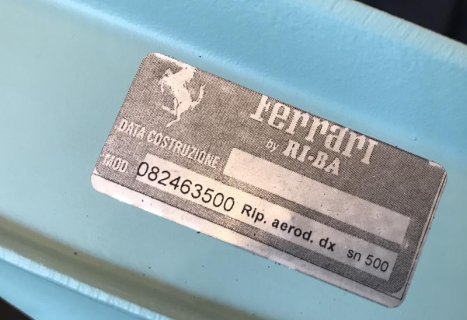 Ferrari
by RI-BA
DATA COSTRUZIONE
MOD. 082463500 Rip. aerod. dx sn 500